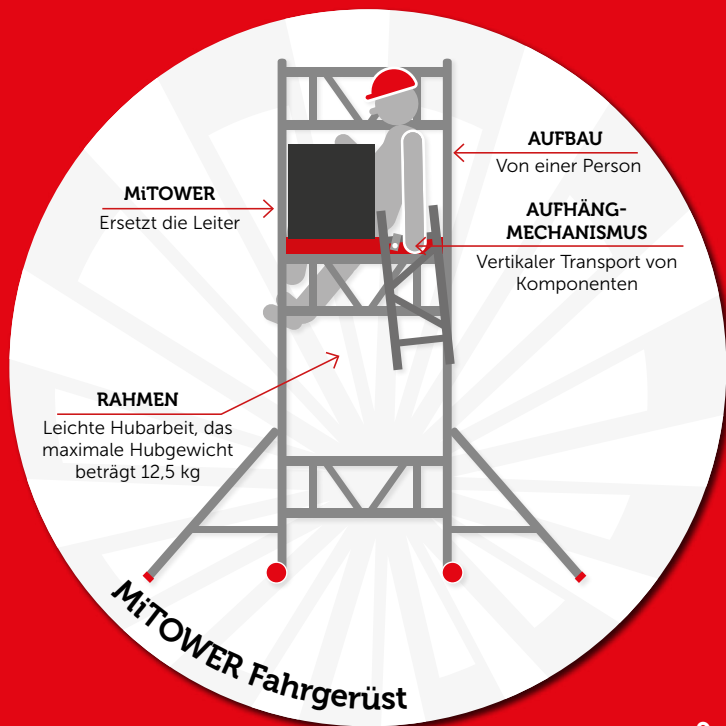 MiTOWER
Ersetzt die Leiter
AUFBAU
Von einer Person
AUFHÄNG-
MECHANISMUS
Vertikaler Transport von
Komponenten
RAHMEN
Leichte Hubarbeit, das
maximale Hubgewicht
beträgt 12,5 kg
MiTOWER Fahrgerüst